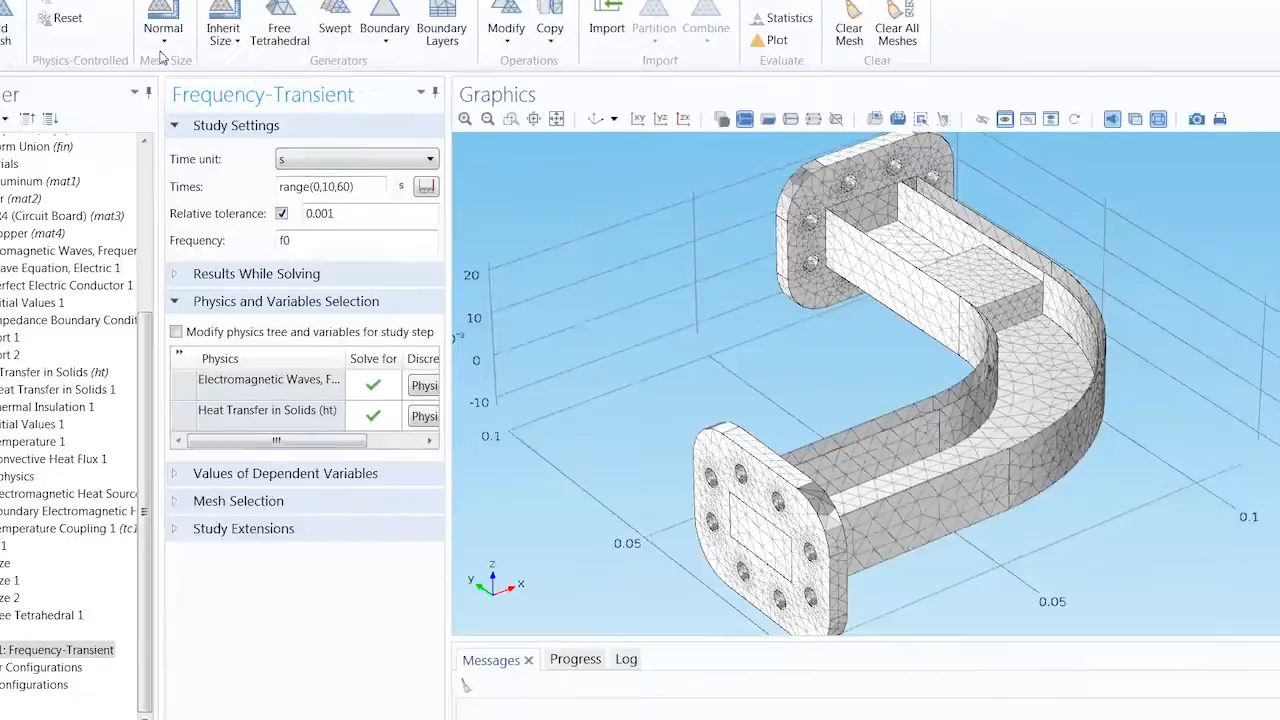 Reset
Normal
Inherit
Size
Free
Tetrahedral
Swept
Boundary
Boundary
Layers
Modify
Copy
Import
Partition
Combine
Statistics
Plot
Clear
Mesh
Clear All
Meshes
Physics-Controlled
Mesh Size
Generators
Operations
Import
Evaluate
Clear
er
orm Union (fin)
ials
uminum (mat1)
r (mat2)
4 (Circuit Board) (mat3)
opper (mat4)
omagnetic Waves, Frequer
ave Equation, Electric 1
erfect Electric Conductor 1
itial Values 1
mpedance Boundary Condit
ort 1
ort 2
Transfer in Solids (ht)
eat Transfer in Solids 1
hermal Insulation 1
itial Values 1
emperature 1
onvective Heat Flux 1
physics
ectromagnetic Heat Source
oundary Electromagnetic H
emperature Coupling 1 (tc1
1
ze
ze 1
ze 2
ee Tetrahedral 1
1: Frequency-Transient
r Configurations
onfigurations
Frequency-Transient
Study Settings
Time unit:
s
Times:
range(0,10,60)
s
Relative tolerance:
0.001
Frequency:
f0
Results While Solving
Physics and Variables Selection
Modify physics tree and variables for study step
Physics
Solve for
Discre
Electromagnetic Waves, F...
Physi
Heat Transfer in Solids (ht)
Physi
Values of Dependent Variables
Mesh Selection
Study Extensions
Graphics
xy
yz
zx
20
10
0
-10
0.1
0.05
0.05
0.1
z
y
x
Messages
Progress
Log